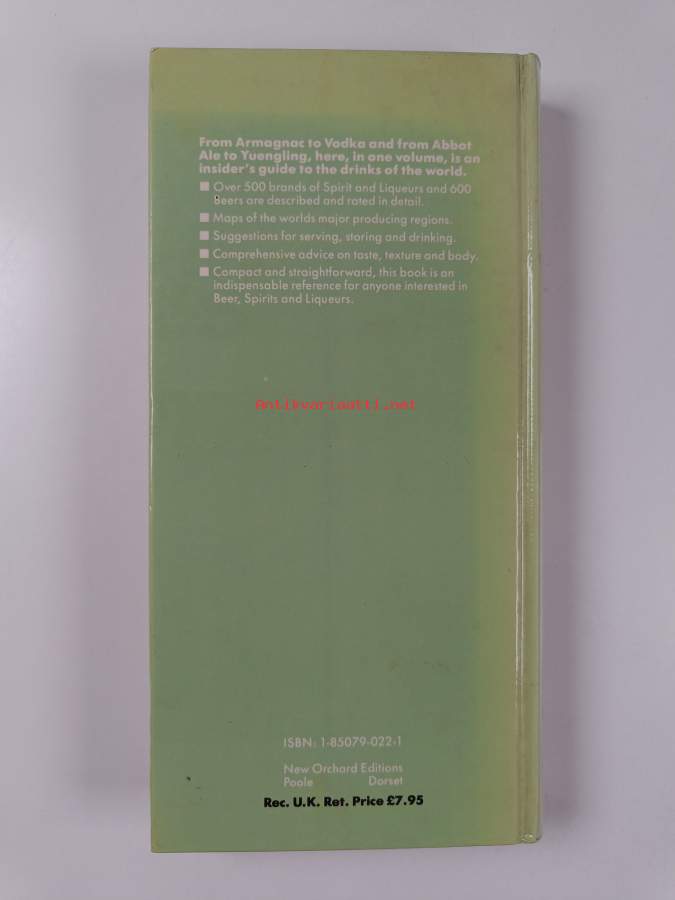 From Armagnac to Vodka and from Abbot
Ale to Yuengling, here, in one volume, is an
insider's guide to the drinks of the world.
■ Over 500 brands of Spirit and Liqueurs and 600
Beers are described and rated in detail.
■ Maps of the worlds major producing regions.
■ Suggestions for serving, storing and drinking.
■ Comprehensive advice on taste, texture and body.
■ Compact and straightforward, this book is an
indispensable reference for anyone interested in
Beer, Spirits and Liqueurs.
Antikvariaatti.net
ISBN: 1-85079-022-1
New Orchard Editions
Poole Dorset
Rec. U.K. Ret. Price £7.95